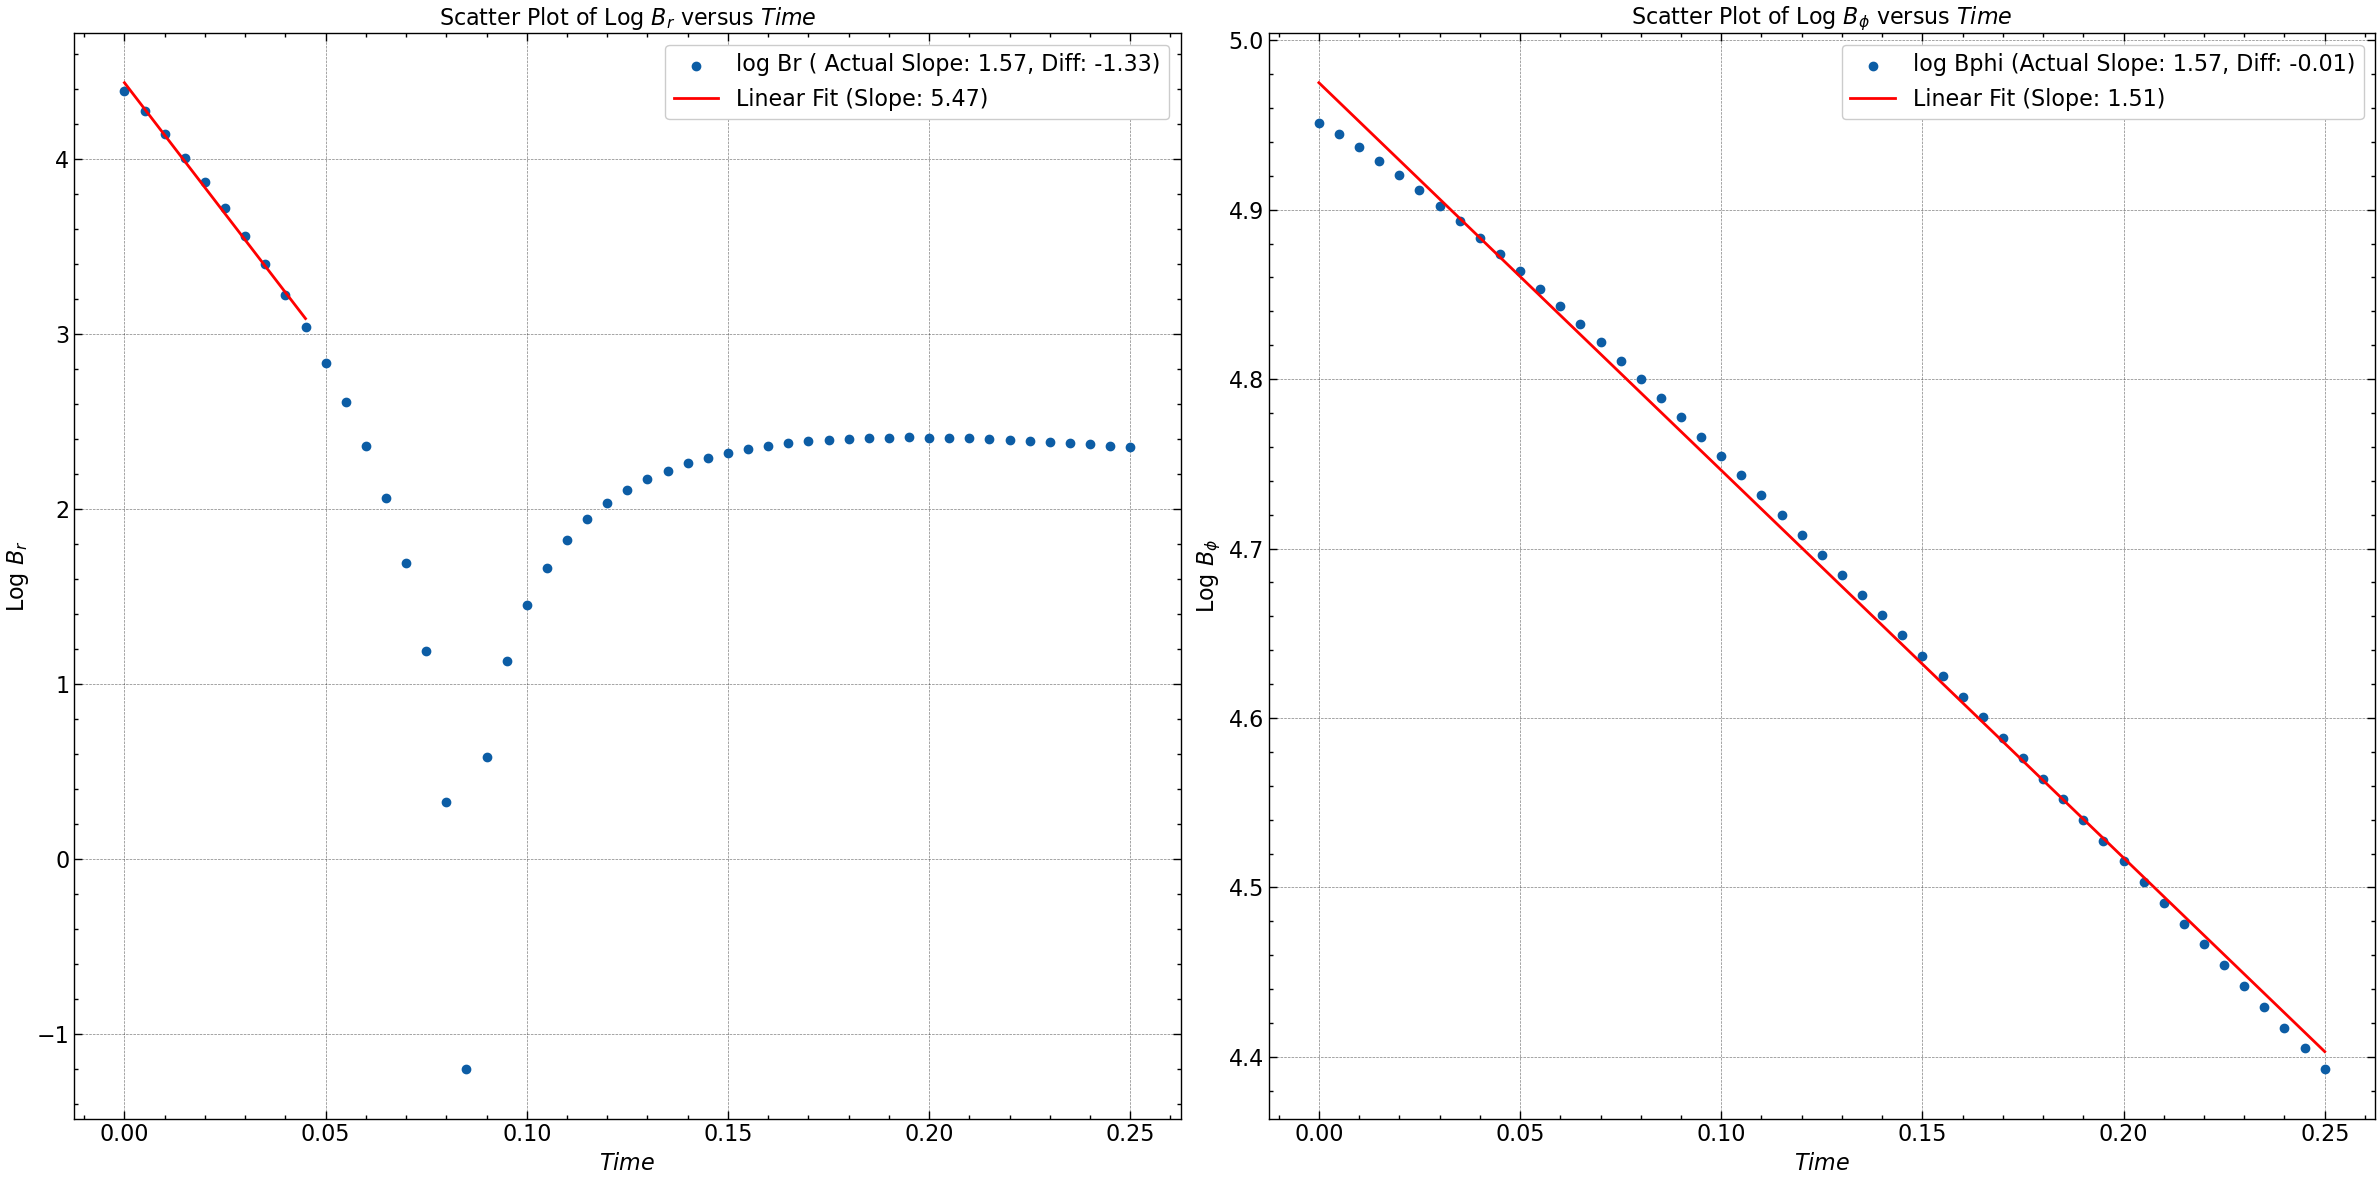 Scatter Plot of Log B_r versus Time
log Br ( Actual Slope: 1.57, Diff: -1.33)
Linear Fit (Slope: 5.47)
Log B_r
4
3
2
1
0
−1
0.00 0.05 0.10 0.15 0.20 0.25
Time
Scatter Plot of Log B_ϕ versus Time
log Bphi (Actual Slope: 1.57, Diff: -0.01)
Linear Fit (Slope: 1.51)
Log B_ϕ
5.0
4.9
4.8
4.7
4.6
4.5
4.4
0.00 0.05 0.10 0.15 0.20 0.25
Time